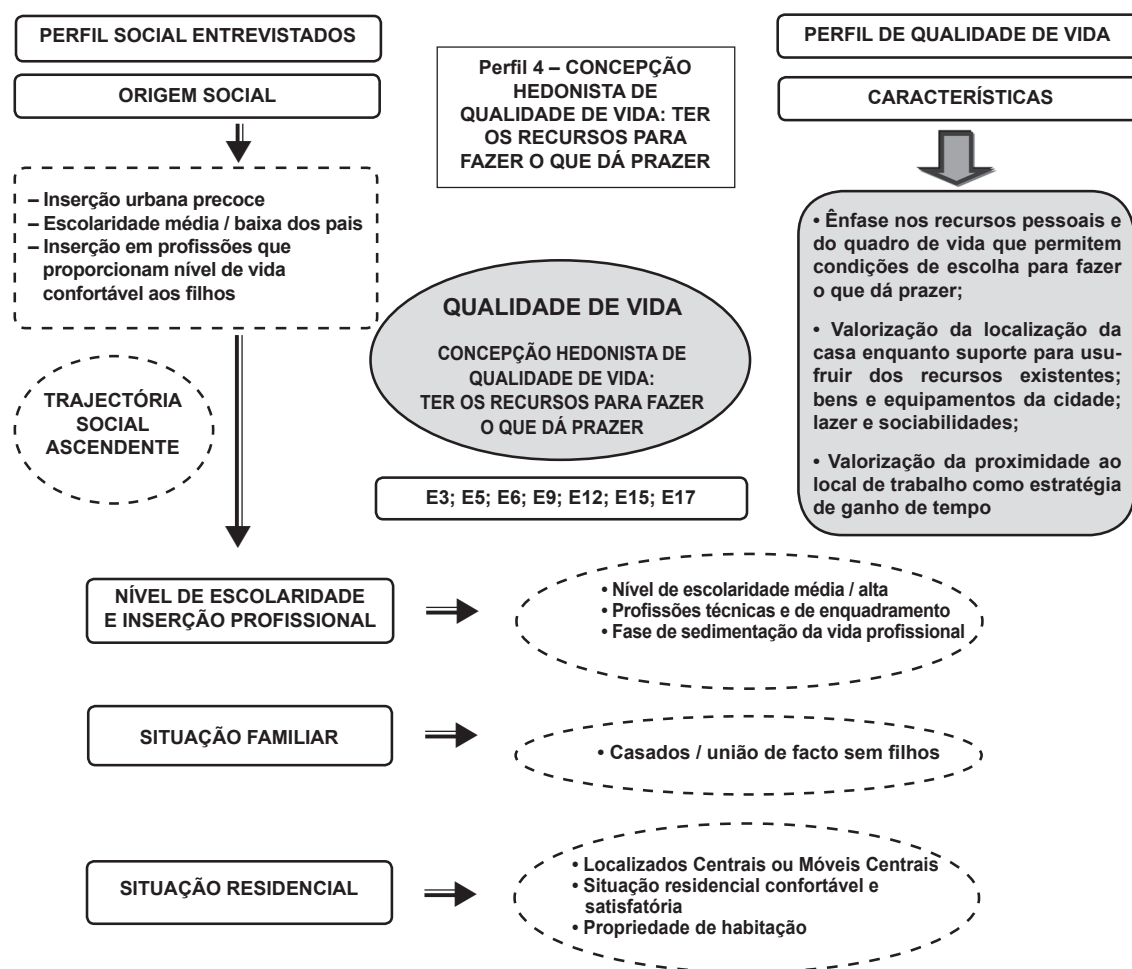 PERFIL SOCIAL ENTREVISTADOS
ORIGEM SOCIAL
– Inserção urbana precoce
– Escolaridade média / baixa dos pais
– Inserção em profissões que
proporcionam nível de vida
confortável aos filhos
TRAJECTÓRIA
SOCIAL
ASCENDENTE
Perfil 4 – CONCEPÇÃO
HEDONISTA DE
QUALIDADE DE VIDA: TER
OS RECURSOS PARA
FAZER O QUE DÁ PRAZER
QUALIDADE DE VIDA
CONCEPÇÃO HEDONISTA DE
QUALIDADE DE VIDA:
TER OS RECURSOS PARA FAZER
O QUE DÁ PRAZER
E3; E5; E6; E9; E12; E15; E17
PERFIL DE QUALIDADE DE VIDA
CARACTERÍSTICAS
• Ênfase nos recursos pessoais e
do quadro de vida que permitem
condições de escolha para fazer
o que dá prazer;
• Valorização da localização da
casa enquanto suporte para usu-
fruir dos recursos existentes;
bens e equipamentos da cidade;
lazer e sociabilidades;
• Valorização da proximidade ao
local de trabalho como estratégia
de ganho de tempo
NÍVEL DE ESCOLARIDADE
E INSERÇÃO PROFISSIONAL
• Nível de escolaridade média / alta
• Profissões técnicas e de enquadramento
• Fase de sedimentação da vida profissional
SITUAÇÃO FAMILIAR
• Casados / união de facto sem filhos
SITUAÇÃO RESIDENCIAL
• Localizados Centrais ou Móveis Centrais
• Situação residencial confortável e
satisfatória
• Propriedade de habitação